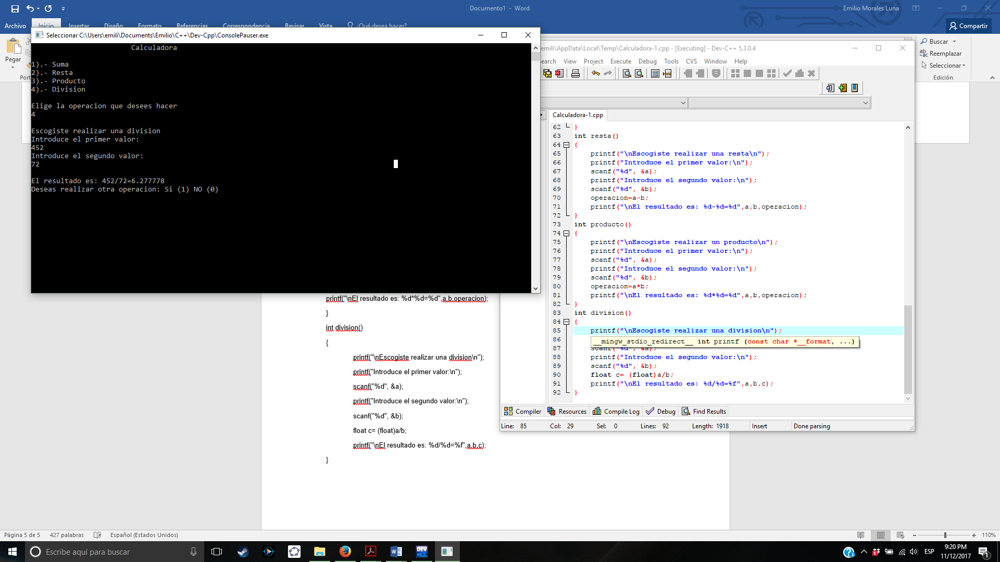 Documento1 - Word
Emilio Morales Luna
Archivo Inicio Insertar Diseño Formato Referencias Correspondencia Revisar Vista ¿Qué desea hacer?
Compartir
Pegar
Buscar
Reemplazar
Seleccionar
Edición
Seleccionar C:\Users\emili\Documents\Emilio\C++\Dev-Cpp\ConsolePauser.exe
Calculadora
1).- Suma
2).- Resta
3).- Producto
4).- Division
Elige la operacion que desees hacer
4
Escogiste realizar una division
Introduce el primer valor:
452
Introduce el segundo valor:
72
El resultado es: 452/72=6.277778
Deseas realizar otra operacion: Si (1) NO (0)
emili\AppData\Local\Temp\Calculadora-1.cpp - [Executing] - Dev-C++ 5.3.0.4
Search View Project Execute Debug Tools CVS Window Help
Calculadora-1.cpp
62 }
63 int resta()
64 {
65 printf("\nEscogiste realizar una resta\n");
66 printf("Introduce el primer valor:\n");
67 scanf("%d", &a);
68 printf("Introduce el segundo valor:\n");
69 scanf("%d", &b);
70 operacion=a-b;
71 printf("\nEl resultado es: %d-%d=%d",a,b,operacion);
72 }
73 int producto()
74 {
75 printf("\nEscogiste realizar un producto\n");
76 printf("Introduce el primer valor:\n");
77 scanf("%d", &a);
78 printf("Introduce el segundo valor:\n");
79 scanf("%d", &b);
80 operacion=a*b;
81 printf("\nEl resultado es: %d*%d=%d",a,b,operacion);
82 }
83 int division()
84 {
85 printf("\nEscogiste realizar una division\n");
86 __mingw_stdio_redirect__ int printf (const char *__format, ...)
87 scanf("%d", &a);
88 printf("Introduce el segundo valor:\n");
89 scanf("%d", &b);
90 float c= (float)a/b;
91 printf("\nEl resultado es: %d/%d=%f",a,b,c);
92 }
Compiler Resources Compile Log Debug Find Results
Line: 85 Col: 29 Sel: 0 Lines: 92 Length: 1918 Insert Done parsing
printf("\nEl resultado es: %d*%d=%d",a,b,operacion);
}
int division()
{
printf("\nEscogiste realizar una division\n");
printf("Introduce el primer valor:\n");
scanf("%d", &a);
printf("Introduce el segundo valor:\n");
scanf("%d", &b);
float c= (float)a/b;
printf("\nEl resultado es: %d/%d=%f",a,b,c);
}
Página 5 de 5 427 palabras Español (Estados Unidos)
110%
Escribe aquí para buscar
ESP
9:20 PM
11/12/2017